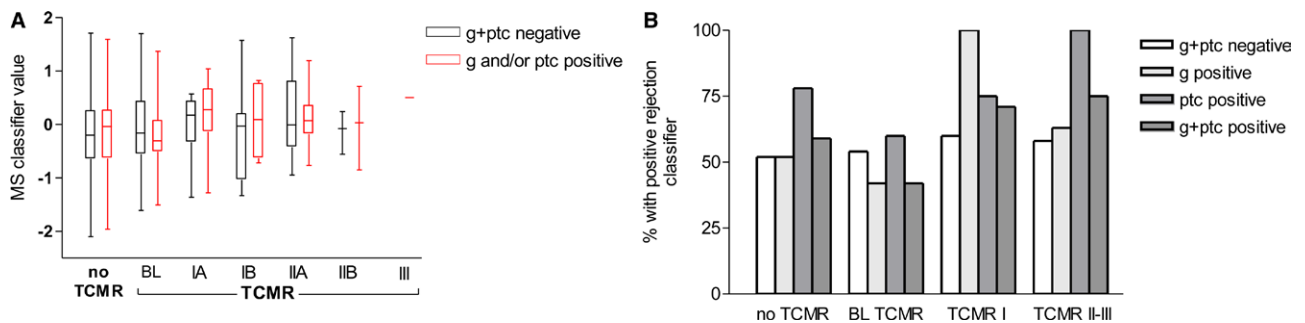 A
MS classifier value
2
1
0
-1
-2
no
TCMR
BL
IA
IB
IIA
IIB
III
TCMR
g+ptc negative
g and/or ptc positive
B
% with positive rejection
classifier
100
75
50
25
0
no TCMR
BL TCMR
TCMR I
TCMR II-III
g+ptc negative
g positive
ptc positive
g+ptc positive